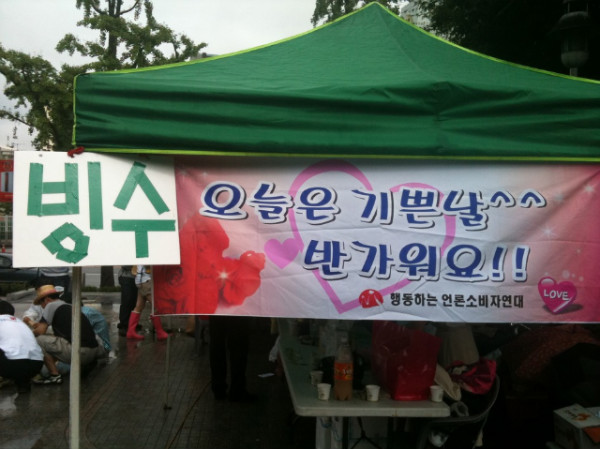 빙수
오늘은 기쁜날^^
반가워요!!
행동하는 언론소비자연대
LOVE